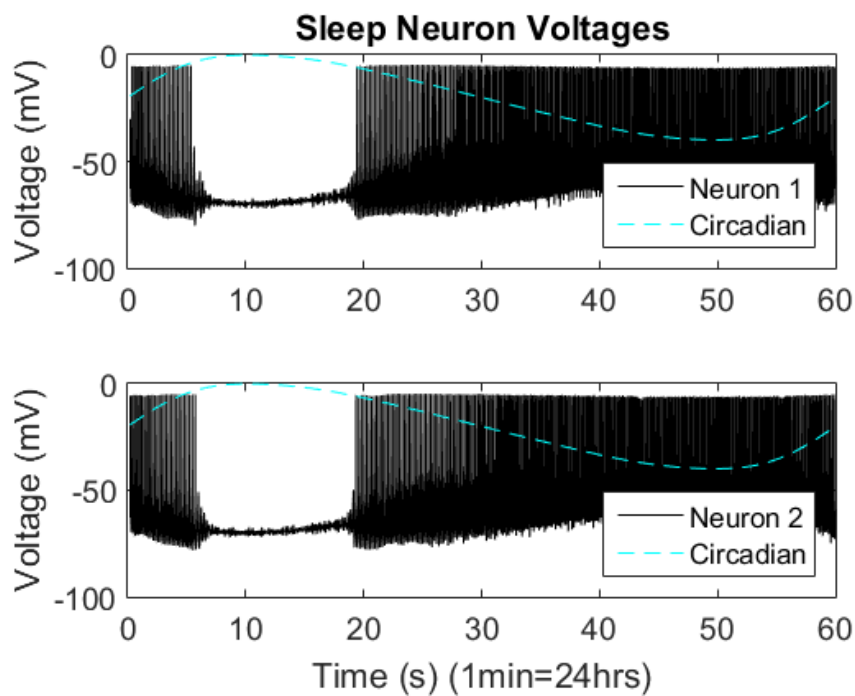 Sleep Neuron Voltages
Voltage (mV)
0
-50
-100
0 10 20 30 40 50 60
Neuron 1
Circadian
Voltage (mV)
0
-50
-100
0 10 20 30 40 50 60
Neuron 2
Circadian
Time (s) (1min=24hrs)